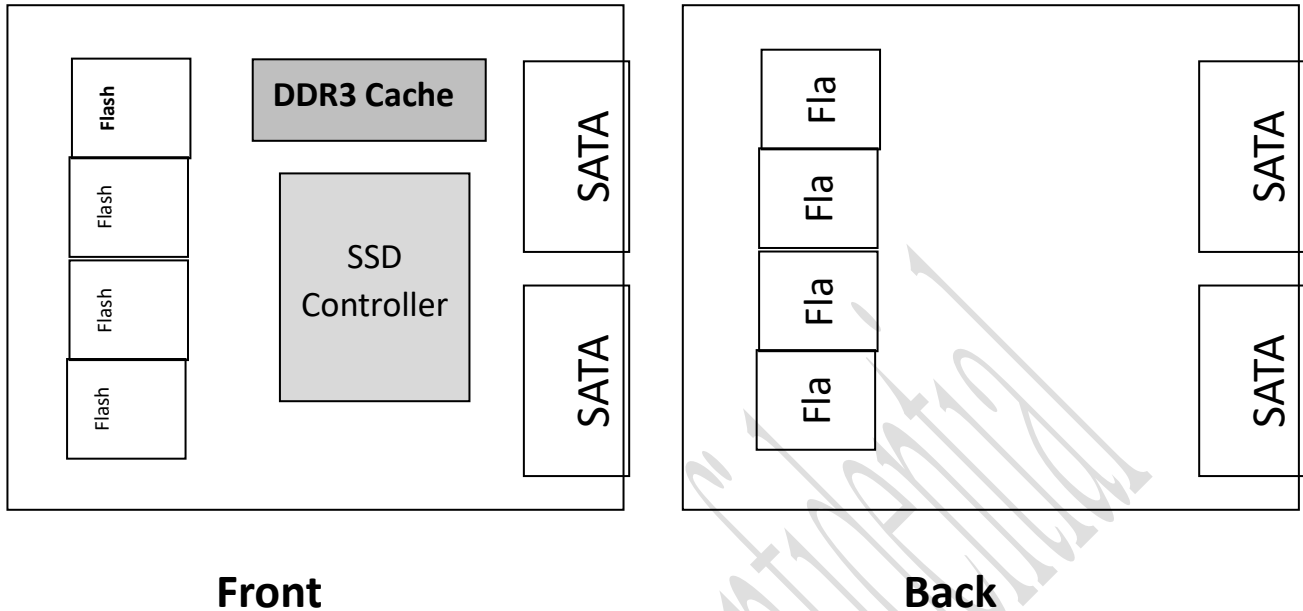 Flash
Flash
Flash
Flash
DDR3 Cache
SSD
Controller
SATA
SATA
Front
Fla
Fla
Fla
Fla
SATA
SATA
Back